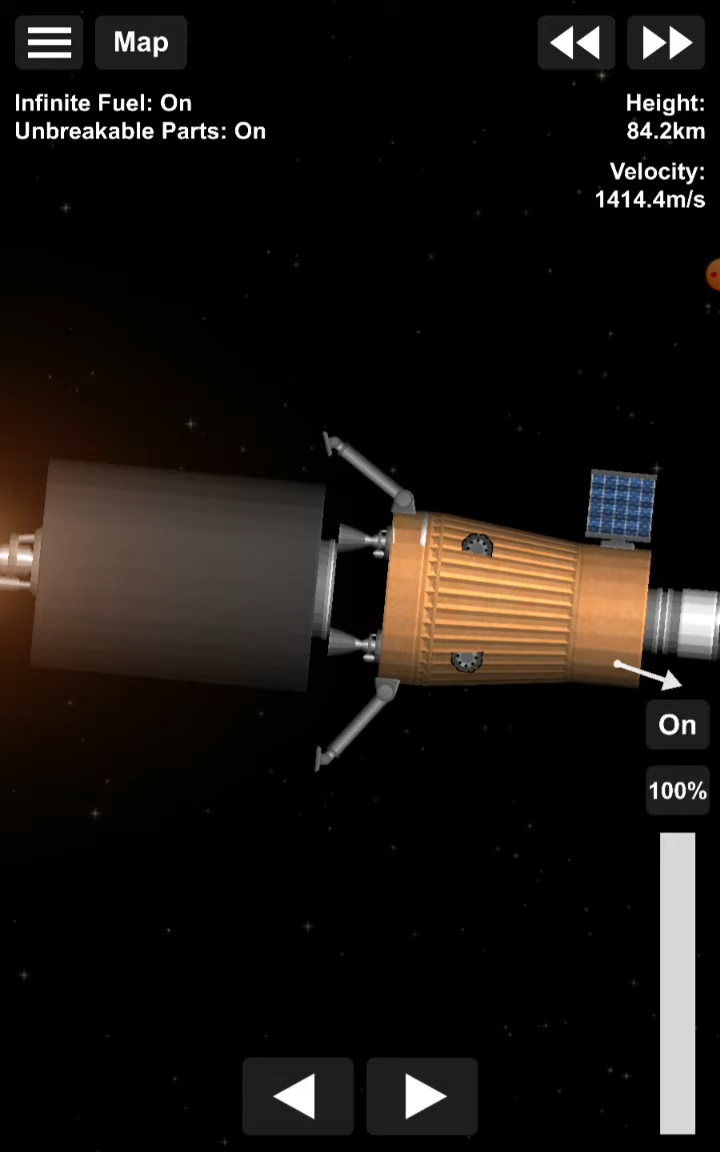 Map
Infinite Fuel: On
Unbreakable Parts: On
Height:
84.2km
Velocity:
1414.4m/s
On
100%